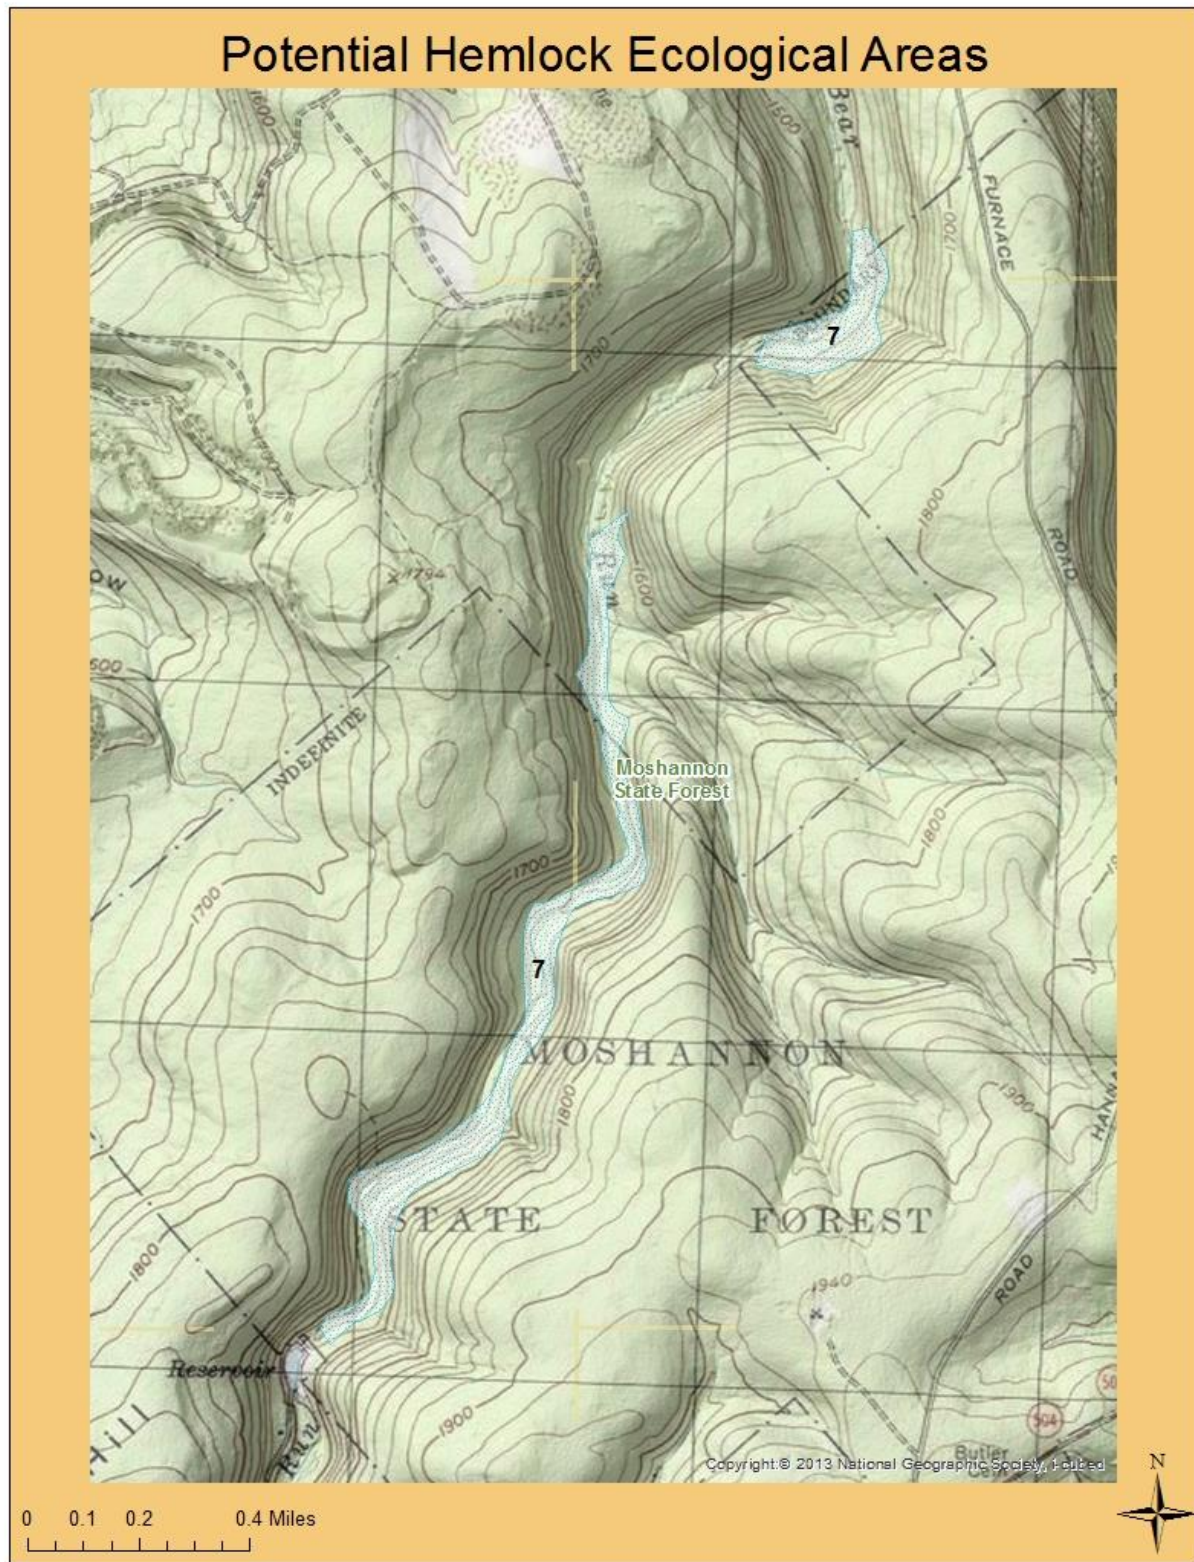 Potential Hemlock Ecological Areas
Bear
1600
1500
FURNACE
1700
7
1700
1800
ROAD
x1794
Run
1600
INDEFINITE
Moshannon
State Forest
1800
1700
1700
7
MOSHANNON
1800
1900
STATE FOREST
1800
1940
ROAD
Reservoir
1900
Hill
Run
504
Butler
Copyright:© 2013 National Geographic Society, i-cubed
N
0 0.1 0.2 0.4 Miles